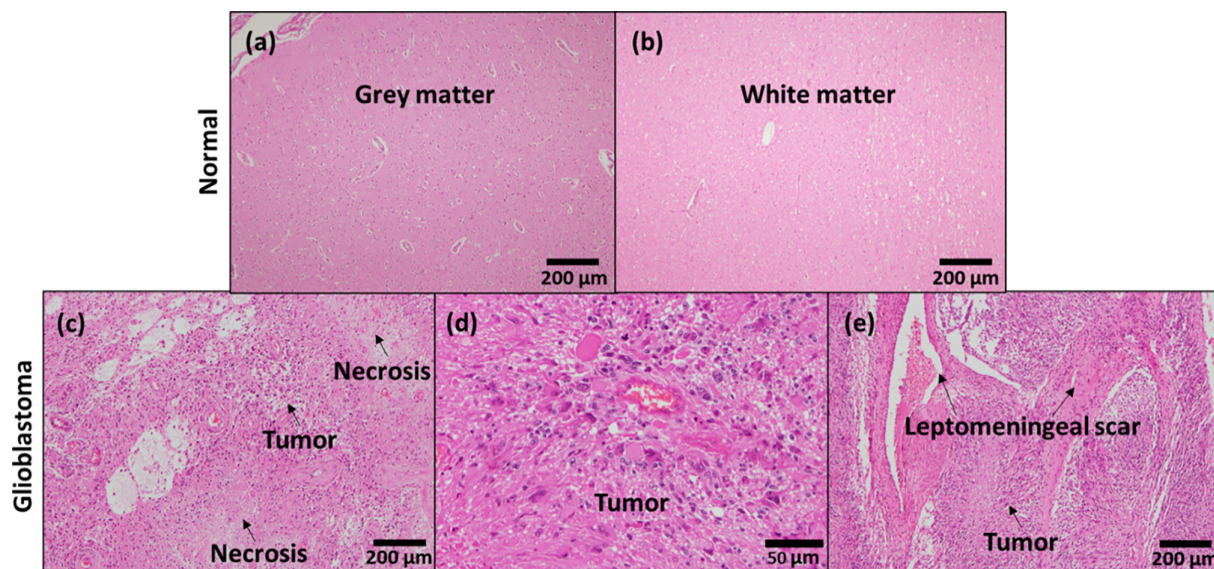 Normal
(a)
Grey matter
200 µm
(b)
White matter
200 µm
Glioblastoma
(c)
Necrosis
Tumor
Necrosis
200 µm
(d)
Tumor
50 µm
(e)
Leptomeningeal scar
Tumor
200 µm